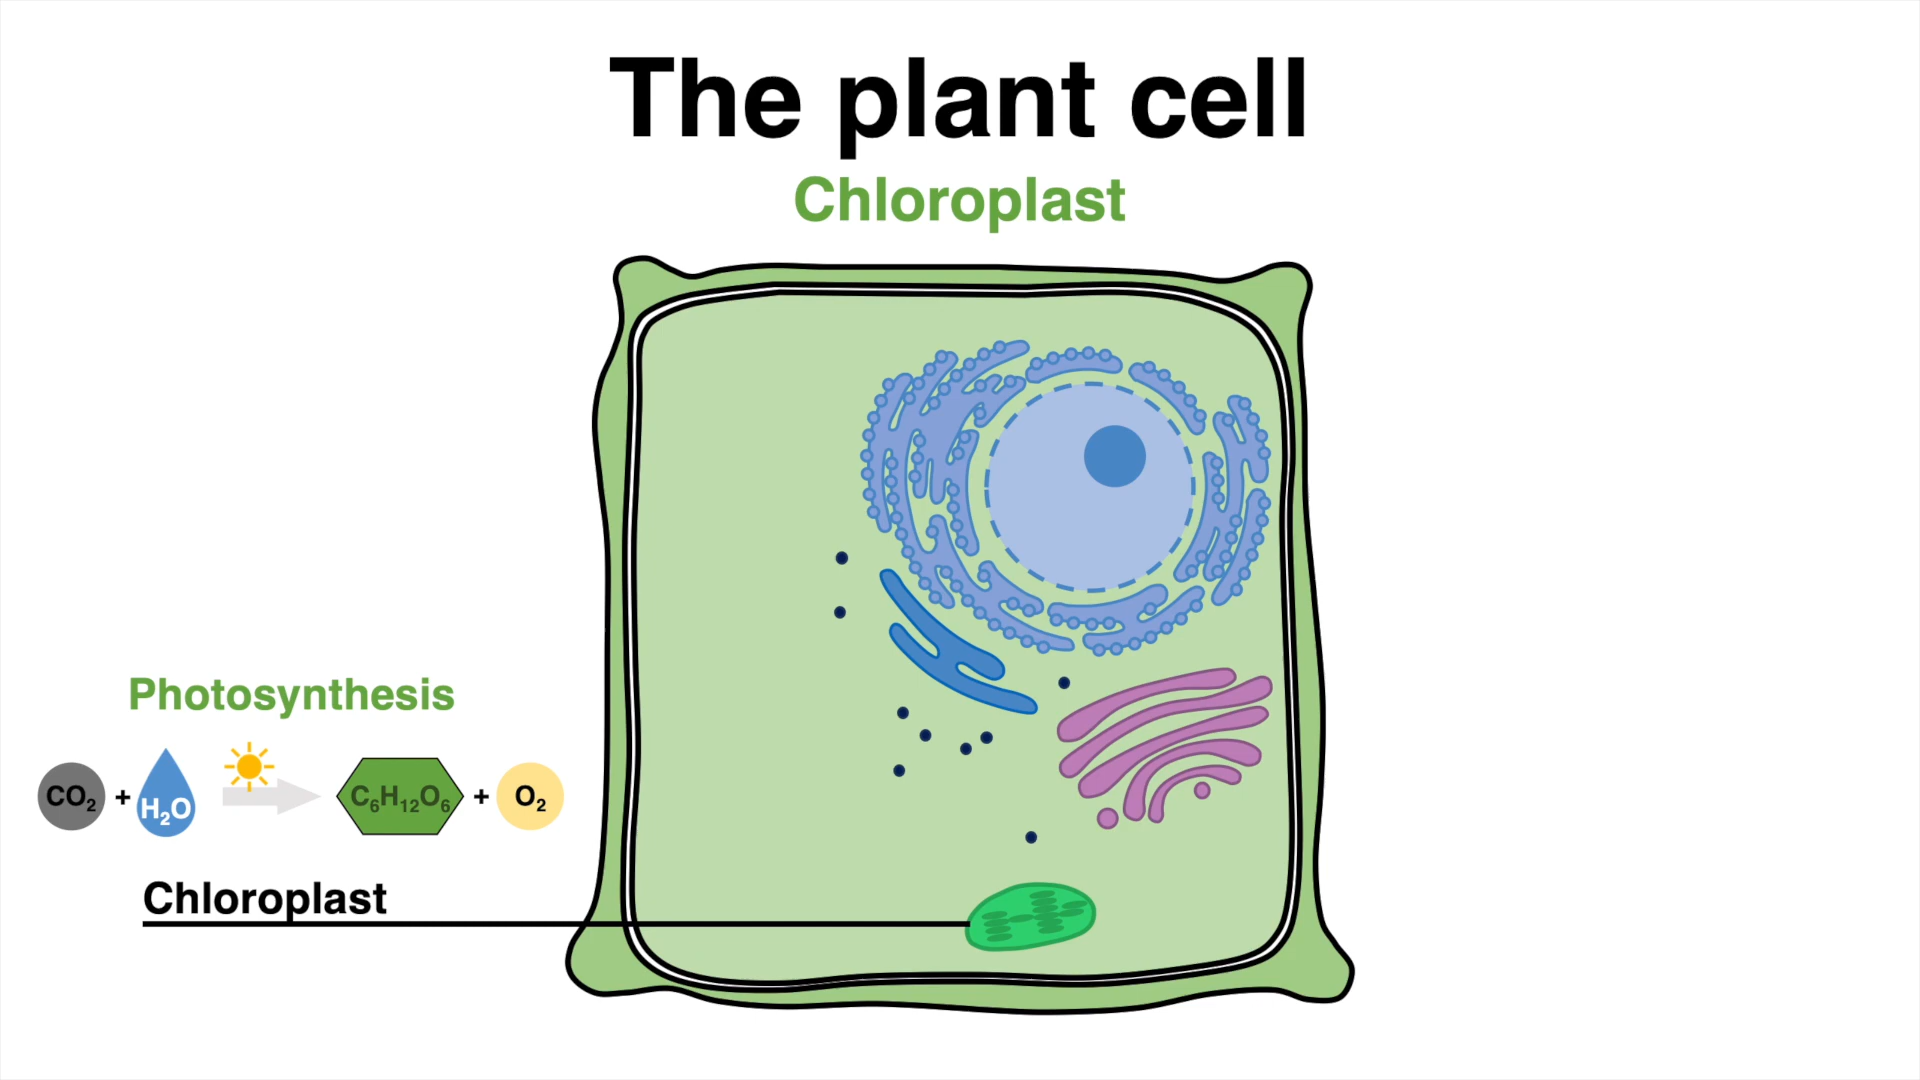 The plant cell
Chloroplast
Photosynthesis
CO₂ + H₂O C₆H₁₂O₆ + O₂
Chloroplast